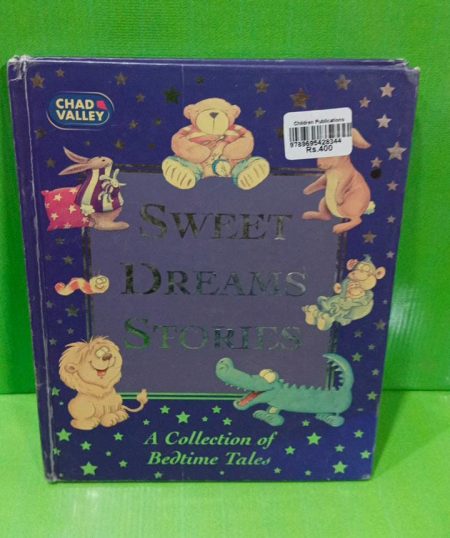 CHAD
VALLEY
Children Publications
9789695428344
Rs.400
SWEET
DREAMS
STORIES
A Collection of
Bedtime Tales